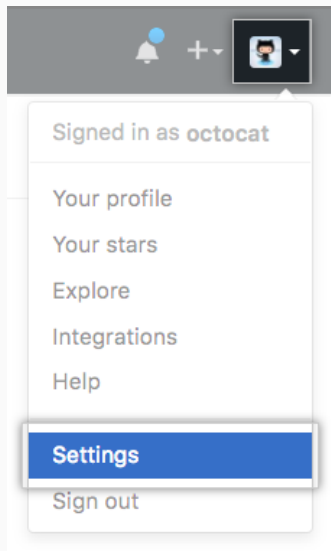 Signed in as octocat
Your profile
Your stars
Explore
Integrations
Help
Settings
Sign out